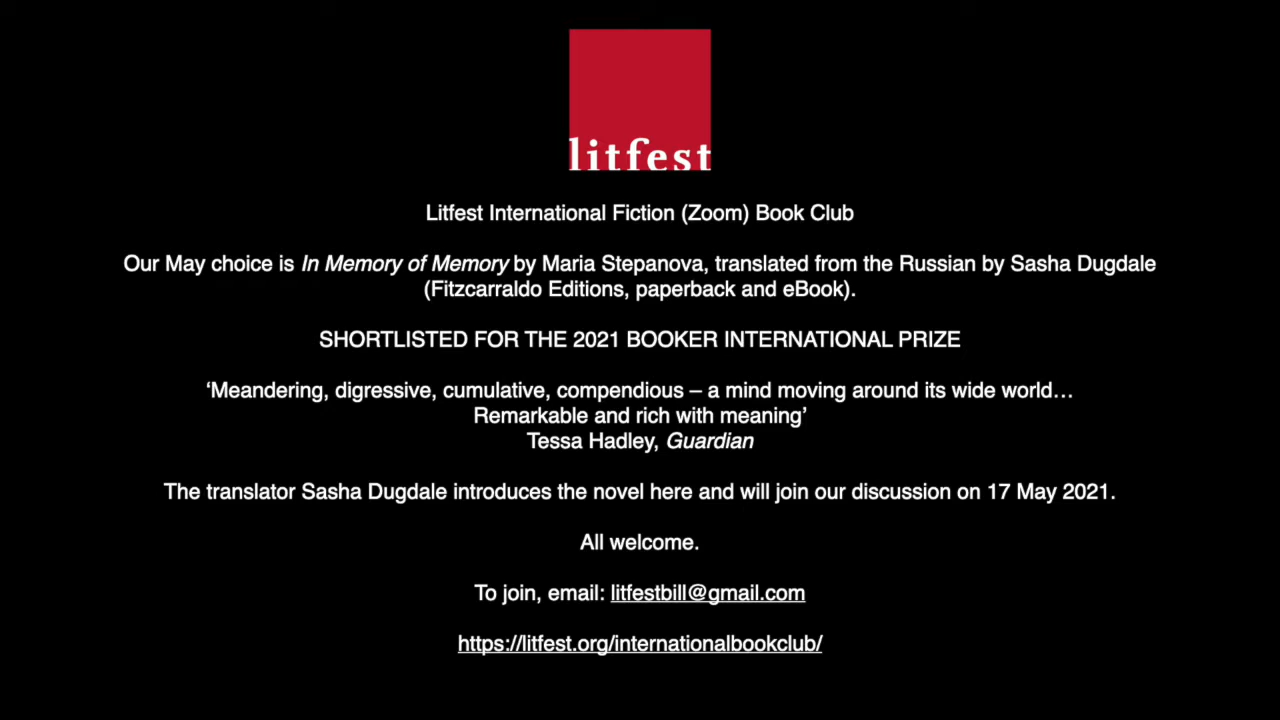 litfest
Litfest International Fiction (Zoom) Book Club
Our May choice is In Memory of Memory by Maria Stepanova, translated from the Russian by Sasha Dugdale
(Fitzcarraldo Editions, paperback and eBook).
SHORTLISTED FOR THE 2021 BOOKER INTERNATIONAL PRIZE
‘Meandering, digressive, cumulative, compendious – a mind moving around its wide world…
Remarkable and rich with meaning’
Tessa Hadley, Guardian
The translator Sasha Dugdale introduces the novel here and will join our discussion on 17 May 2021.
All welcome.
To join, email: litfestbill@gmail.com
https://litfest.org/internationalbookclub/